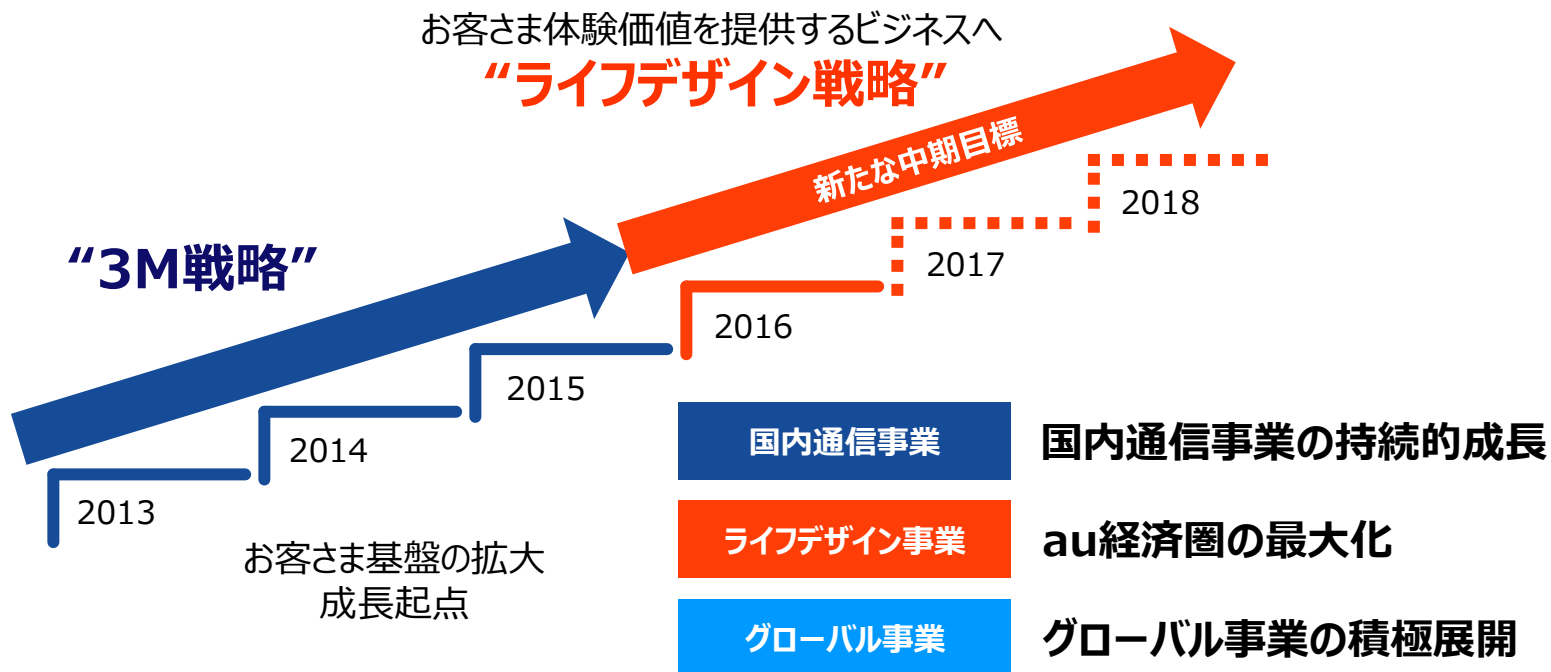 お客さま体験価値を提供するビジネスへ
“ライフデザイン戦略”
新たな中期目標
2018
“3M戦略”
2017
2016
2015
2014
2013
お客さま基盤の拡大
成長起点
国内通信事業
国内通信事業の持続的成長
ライフデザイン事業
au経済圏の最大化
グローバル事業
グローバル事業の積極展開